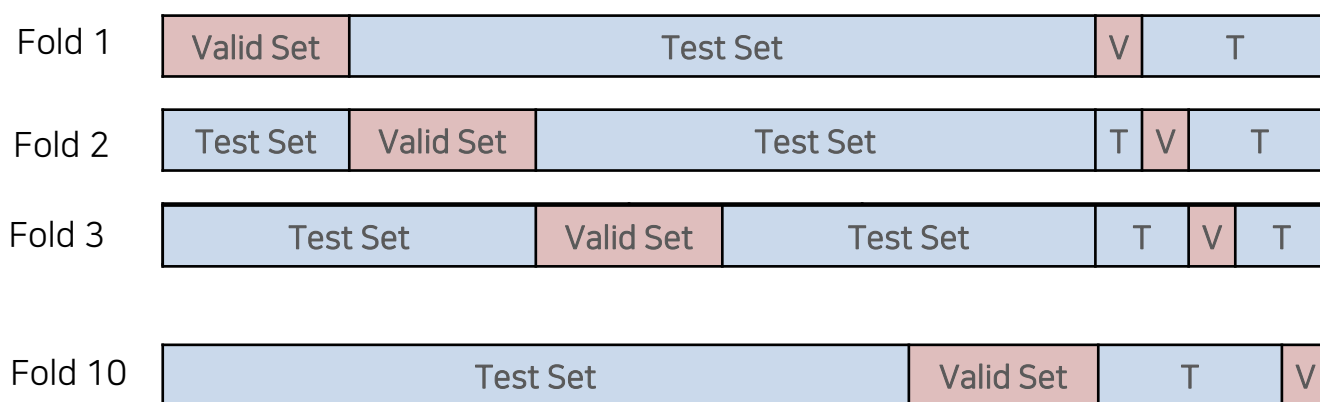 Fold 1 Valid Set Test Set V T
Fold 2 Test Set Valid Set Test Set T V T
Fold 3 Test Set Valid Set Test Set T V T
Fold 10 Test Set Valid Set T V